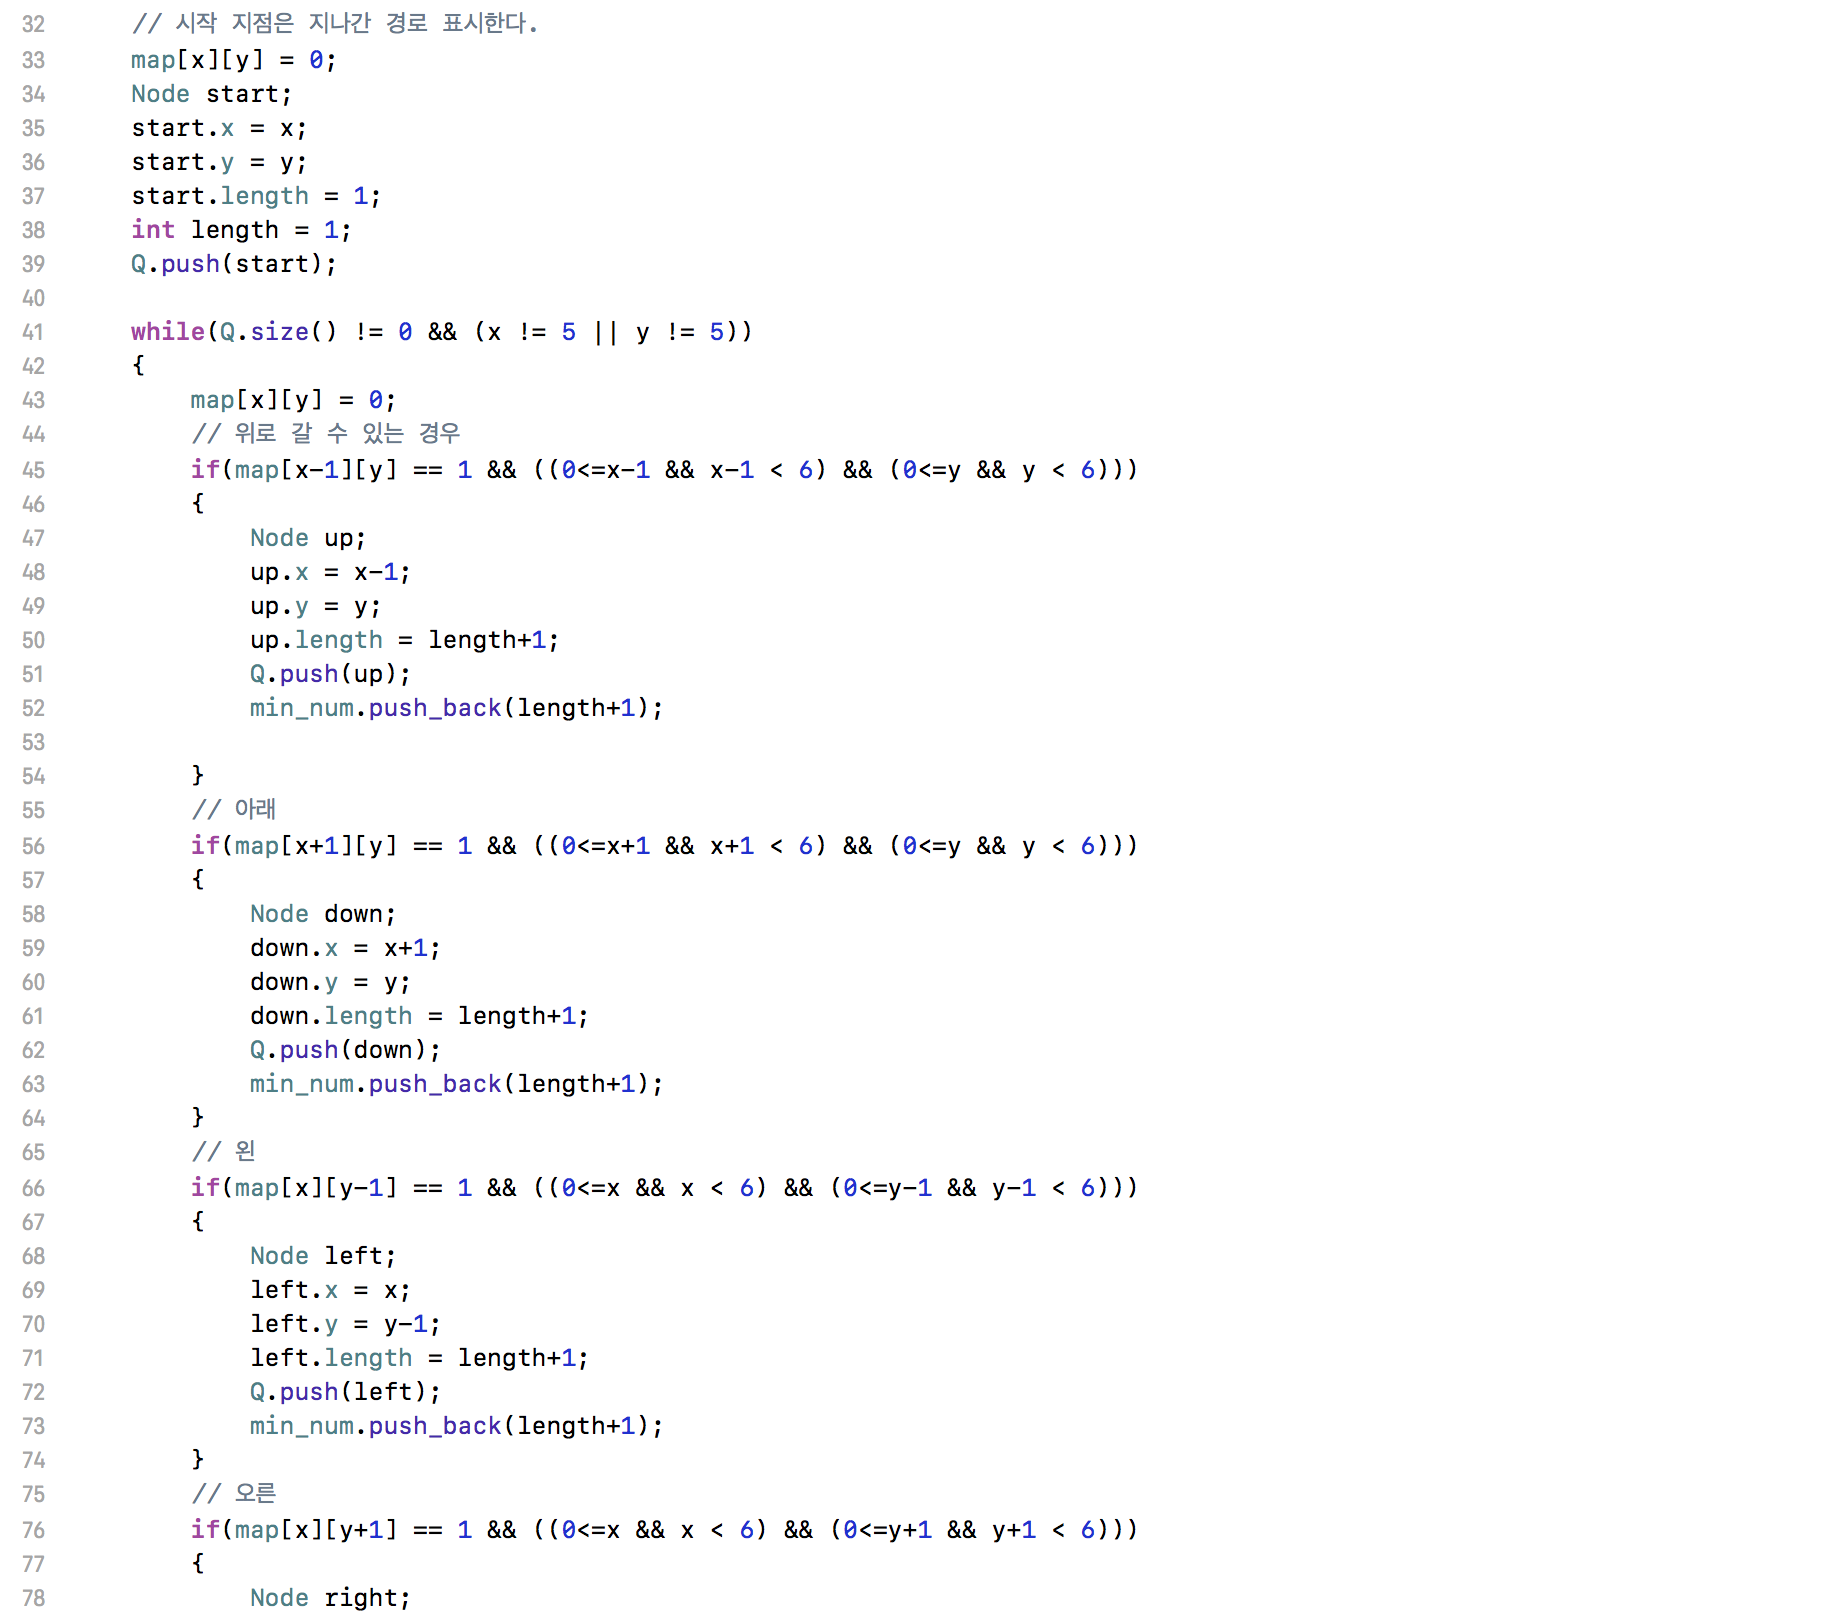 32 // 시작 지점은 지나간 경로 표시한다.
33 map[x][y] = 0;
34 Node start;
35 start.x = x;
36 start.y = y;
37 start.length = 1;
38 int length = 1;
39 Q.push(start);
40
41 while(Q.size() != 0 && (x != 5 || y != 5))
42 {
43 map[x][y] = 0;
44 // 위로 갈 수 있는 경우
45 if(map[x-1][y] == 1 && ((0<=x-1 && x-1 < 6) && (0<=y && y < 6)))
46 {
47 Node up;
48 up.x = x-1;
49 up.y = y;
50 up.length = length+1;
51 Q.push(up);
52 min_num.push_back(length+1);
53
54 }
55 // 아래
56 if(map[x+1][y] == 1 && ((0<=x+1 && x+1 < 6) && (0<=y && y < 6)))
57 {
58 Node down;
59 down.x = x+1;
60 down.y = y;
61 down.length = length+1;
62 Q.push(down);
63 min_num.push_back(length+1);
64 }
65 // 왼
66 if(map[x][y-1] == 1 && ((0<=x && x < 6) && (0<=y-1 && y-1 < 6)))
67 {
68 Node left;
69 left.x = x;
70 left.y = y-1;
71 left.length = length+1;
72 Q.push(left);
73 min_num.push_back(length+1);
74 }
75 // 오른
76 if(map[x][y+1] == 1 && ((0<=x && x < 6) && (0<=y+1 && y+1 < 6)))
77 {
78 Node right;